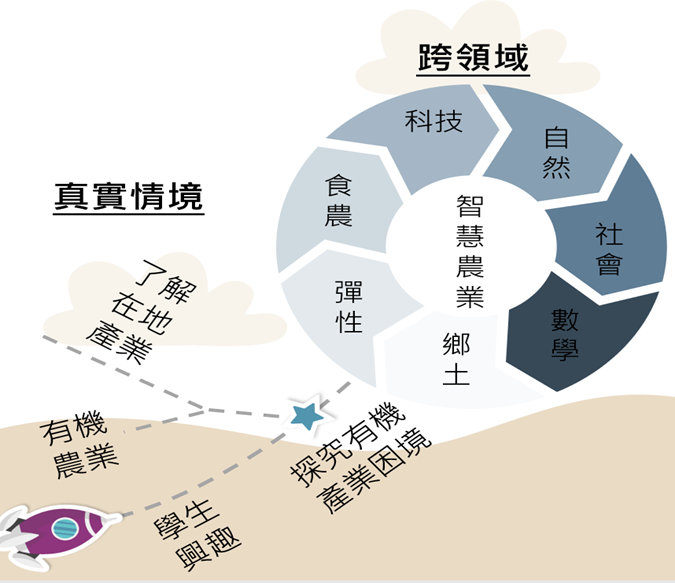 跨領域
科技
自
然
食
農
真實情境
智
慧
農
業
社
會
彈
性
數
學
鄉
土
了解
在地
產業
有機
農業
探究有機
產業困境
學生
興趣